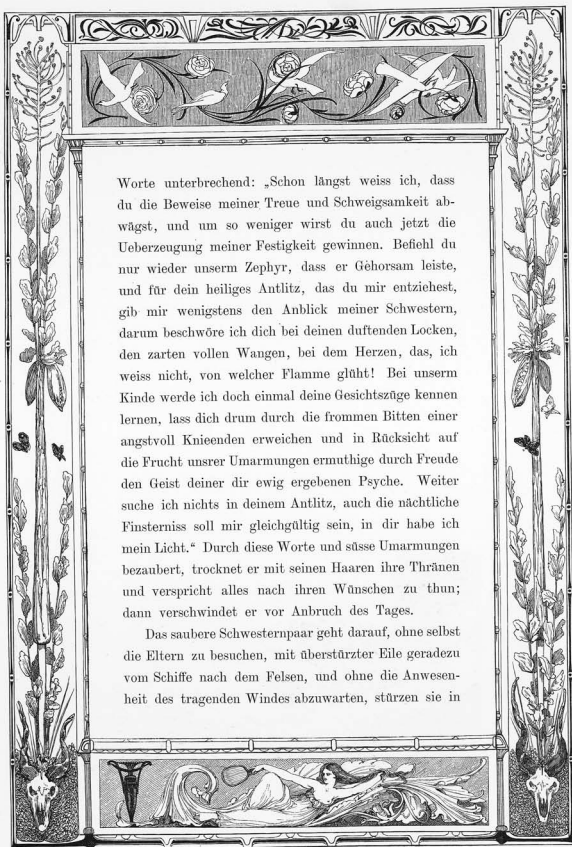 Worte unterbrechend: „Schon längst weiss ich, dass
du die Beweise meiner Treue und Schweigsamkeit ab-
wägst, und um so weniger wirst du auch jetzt die
Ueberzeugung meiner Festigkeit gewinnen. Befiehl du
nur wieder unserm Zephyr, dass er Gehorsam leiste,
und für dein heiliges Antlitz, das du mir entziehest,
gib mir wenigstens den Anblick meiner Schwestern,
darum beschwöre ich dich bei deinen duftenden Locken,
den zarten vollen Wangen, bei dem Herzen, das, ich
weiss nicht, von welcher Flamme glüht! Bei unserm
Kinde werde ich doch einmal deine Gesichtszüge kennen
lernen, lass dich drum durch die frommen Bitten einer
angstvoll Knieenden erweichen und in Rücksicht auf
die Frucht unsrer Umarmungen ermuthige durch Freude
den Geist deiner dir ewig ergebenen Psyche. Weiter
suche ich nichts in deinem Antlitz, auch die nächtliche
Finsterniss soll mir gleichgültig sein, in dir habe ich
mein Licht.“ Durch diese Worte und süsse Umarmungen
bezaubert, trocknet er mit seinen Haaren ihre Thränen
und verspricht alles nach ihren Wünschen zu thun;
dann verschwindet er vor Anbruch des Tages.
Das saubere Schwesternpaar geht darauf, ohne selbst
die Eltern zu besuchen, mit überstürzter Eile geradezu
vom Schiffe nach dem Felsen, und ohne die Anwesen-
heit des tragenden Windes abzuwarten, stürzen sie in